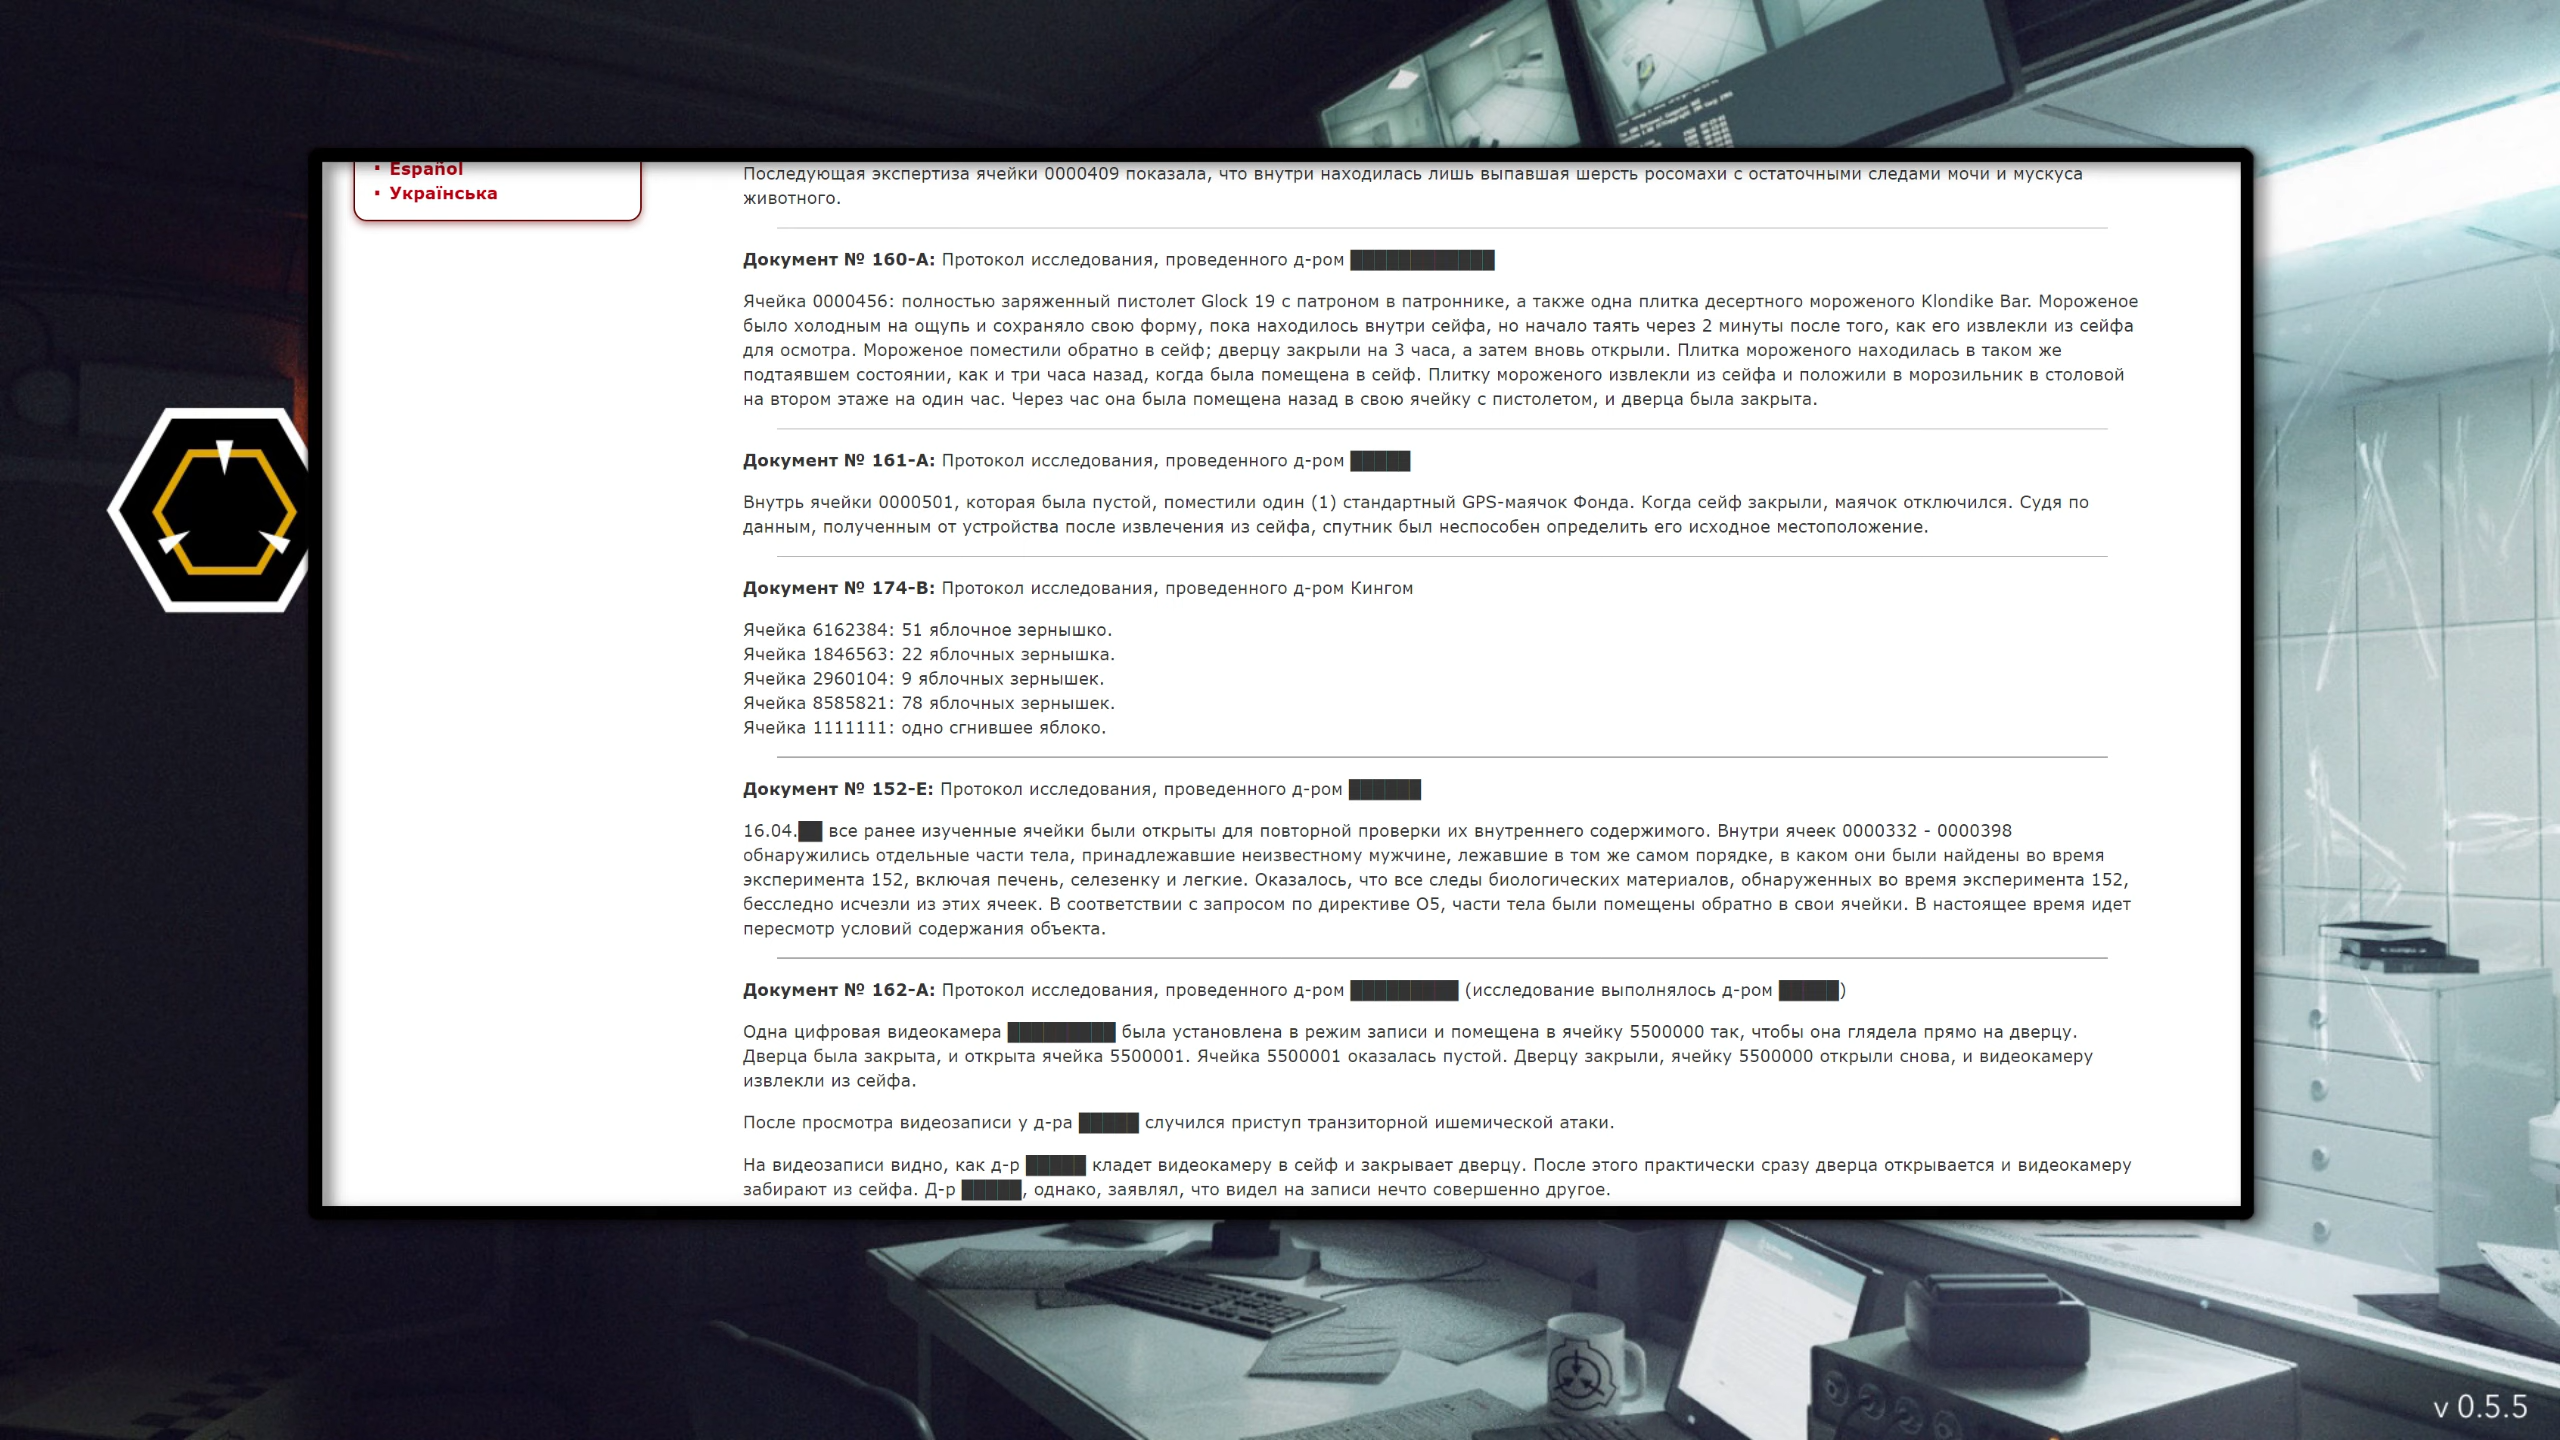 Español
Українська
Последующая экспертиза ячейки 0000409 показала, что внутри находилась лишь выпавшая шерсть росомахи с остаточными следами мочи и мускуса
животного.
Документ № 160-A: Протокол исследования, проведенного д-ром ████████████
Ячейка 0000456: полностью заряженный пистолет Glock 19 с патроном в патроннике, а также одна плитка десертного мороженого Klondike Bar. Мороженое
было холодным на ощупь и сохраняло свою форму, пока находилось внутри сейфа, но начало таять через 2 минуты после того, как его извлекли из сейфа
для осмотра. Мороженое поместили обратно в сейф; дверцу закрыли на 3 часа, а затем вновь открыли. Плитка мороженого находилась в таком же
подтаявшем состоянии, как и три часа назад, когда была помещена в сейф. Плитку мороженого извлекли из сейфа и положили в морозильник в столовой
на втором этаже на один час. Через час она была помещена назад в свою ячейку с пистолетом, и дверца была закрыта.
Документ № 161-A: Протокол исследования, проведенного д-ром █████
Внутрь ячейки 0000501, которая была пустой, поместили один (1) стандартный GPS-маячок Фонда. Когда сейф закрыли, маячок отключился. Судя по
данным, полученным от устройства после извлечения из сейфа, спутник был неспособен определить его исходное местоположение.
Документ № 174-B: Протокол исследования, проведенного д-ром Кингом
Ячейка 6162384: 51 яблочное зернышко.
Ячейка 1846563: 22 яблочных зернышка.
Ячейка 2960104: 9 яблочных зернышек.
Ячейка 8585821: 78 яблочных зернышек.
Ячейка 1111111: одно сгнившее яблоко.
Документ № 152-E: Протокол исследования, проведенного д-ром ██████
16.04.██ все ранее изученные ячейки были открыты для повторной проверки их внутреннего содержимого. Внутри ячеек 0000332 - 0000398
обнаружились отдельные части тела, принадлежавшие неизвестному мужчине, лежавшие в том же самом порядке, в каком они были найдены во время
эксперимента 152, включая печень, селезенку и легкие. Оказалось, что все следы биологических материалов, обнаруженных во время эксперимента 152,
бесследно исчезли из этих ячеек. В соответствии с запросом по директиве О5, части тела были помещены обратно в свои ячейки. В настоящее время идет
пересмотр условий содержания объекта.
Документ № 162-A: Протокол исследования, проведенного д-ром █████████ (исследование выполнялось д-ром █████)
Одна цифровая видеокамера █████████ была установлена в режим записи и помещена в ячейку 5500000 так, чтобы она глядела прямо на дверцу.
Дверца была закрыта, и открыта ячейка 5500001. Ячейка 5500001 оказалась пустой. Дверцу закрыли, ячейку 5500000 открыли снова, и видеокамеру
извлекли из сейфа.
После просмотра видеозаписи у д-ра █████ случился приступ транзиторной ишемической атаки.
На видеозаписи видно, как д-р █████ кладет видеокамеру в сейф и закрывает дверцу. После этого практически сразу дверца открывается и видеокамеру
забирают из сейфа. Д-р █████, однако, заявлял, что видел на записи нечто совершенно другое.
v 0.5.5